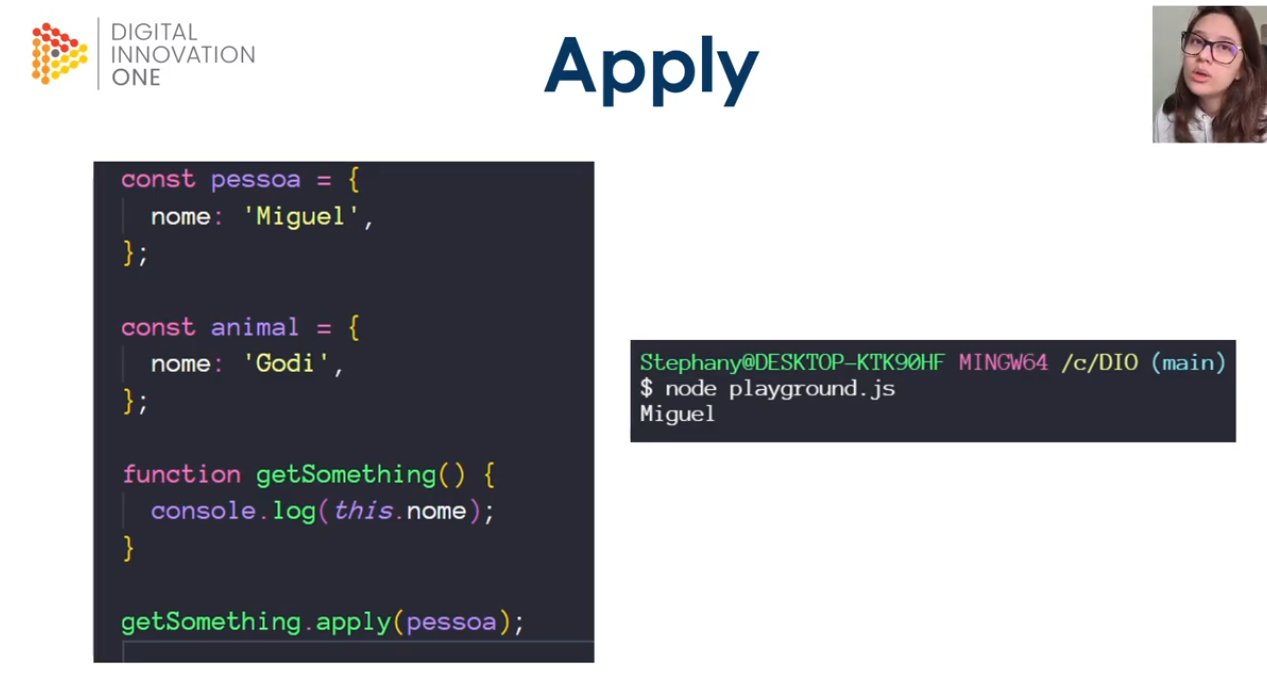 DIGITAL
INNOVATION
ONE
Apply
const pessoa = {
nome: 'Miguel',
};
const animal = {
nome: 'Godi',
};
function getSomething() {
console.log(this.nome);
}
getSomething.apply(pessoa);
Stephany@DESKTOP-KTK90HF MINGW64 /c/DIO (main)
$ node playground.js
Miguel